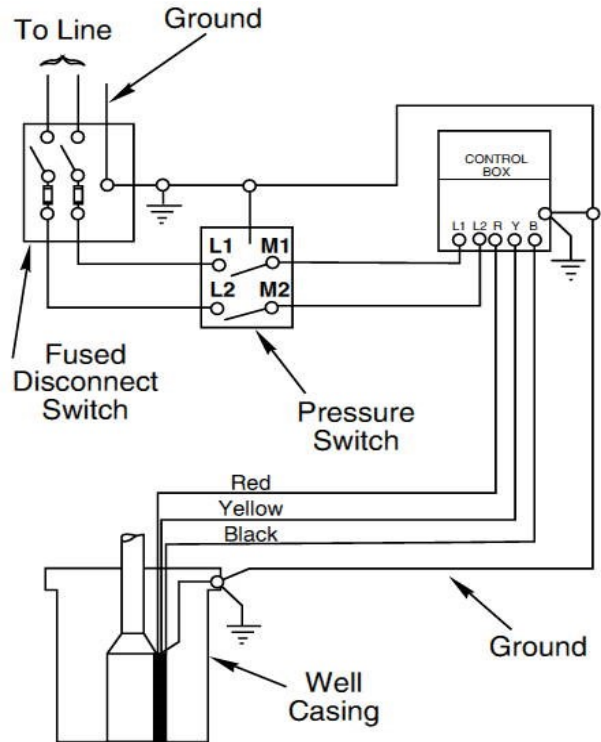 To Line
Ground
CONTROL
BOX
L1 L2 R Y B
L1 M1
L2 M2
Fused
Disconnect
Switch
Pressure
Switch
Red
Yellow
Black
Ground
Well
Casing